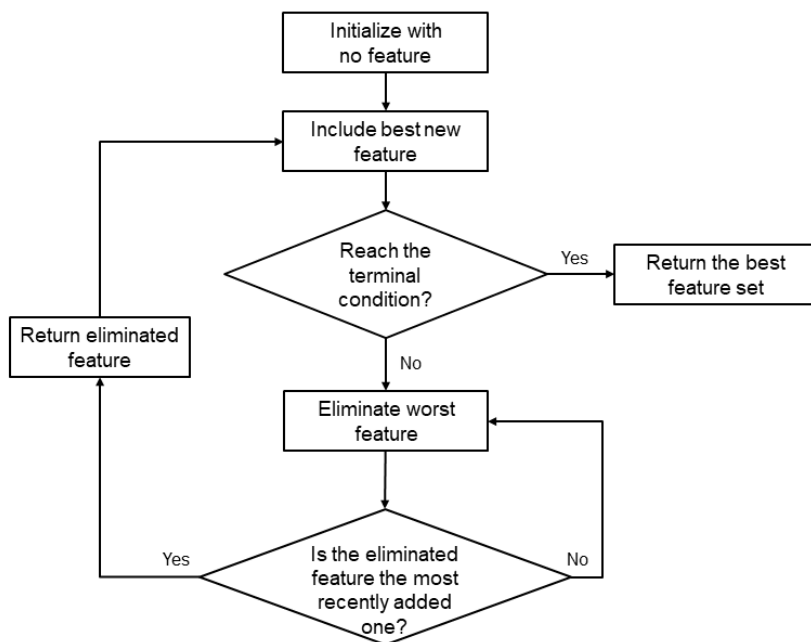 Initialize with
no feature
Include best new
feature
Reach the
terminal
condition?
Yes
Return the best
feature set
Return eliminated
feature
No
Eliminate worst
feature
Yes
Is the eliminated
feature the most
recently added
one?
No